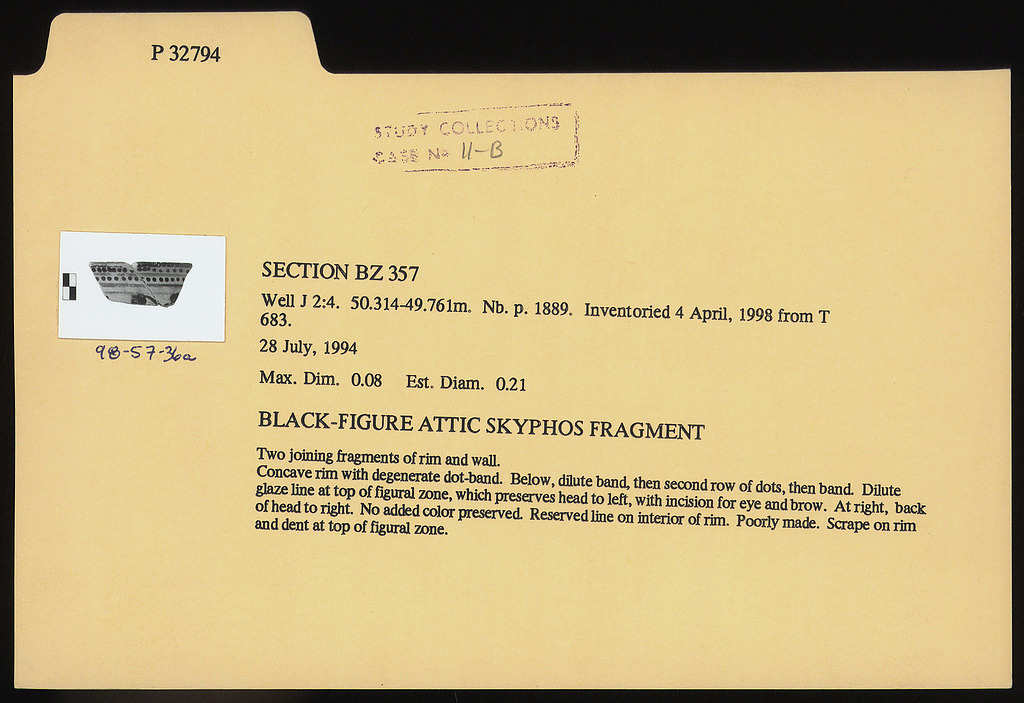 P 32794
STUDY COLLECTIONS
CASE No 11-B
98-57-36a
SECTION BZ 357
Well J 2:4. 50.314-49.761m. Nb. p. 1889. Inventoried 4 April, 1998 from T
683.
28 July, 1994
Max. Dim. 0.08 Est. Diam. 0.21
BLACK-FIGURE ATTIC SKYPHOS FRAGMENT
Two joining fragments of rim and wall.
Concave rim with degenerate dot-band. Below, dilute band, then second row of dots, then band. Dilute
glaze line at top of figural zone, which preserves head to left, with incision for eye and brow. At right, back
of head to right. No added color preserved. Reserved line on interior of rim. Poorly made. Scrape on rim
and dent at top of figural zone.